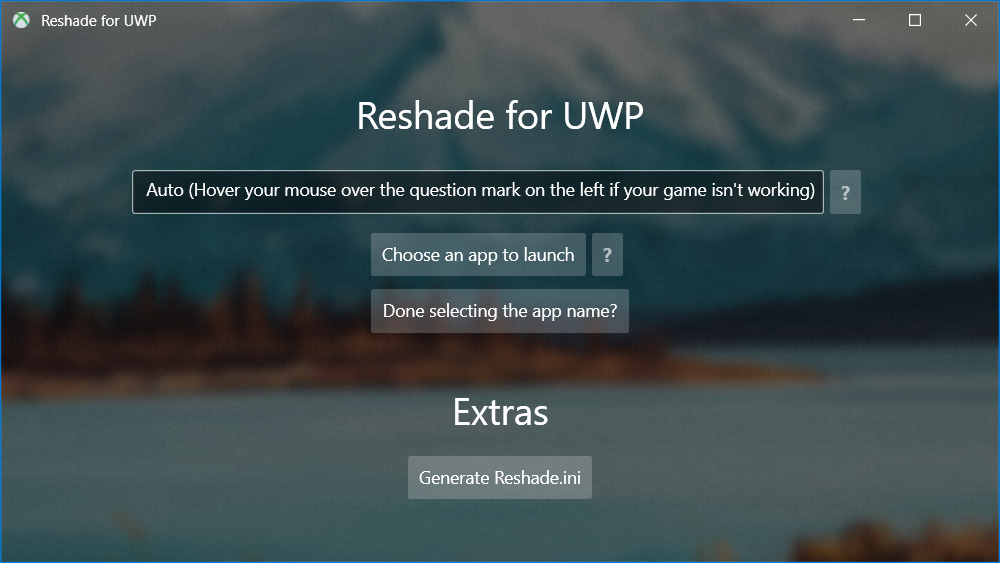 Reshade for UWP
Reshade for UWP
Auto (Hover your mouse over the question mark on the left if your game isn't working)
?
Choose an app to launch
?
Done selecting the app name?
Extras
Generate Reshade.ini